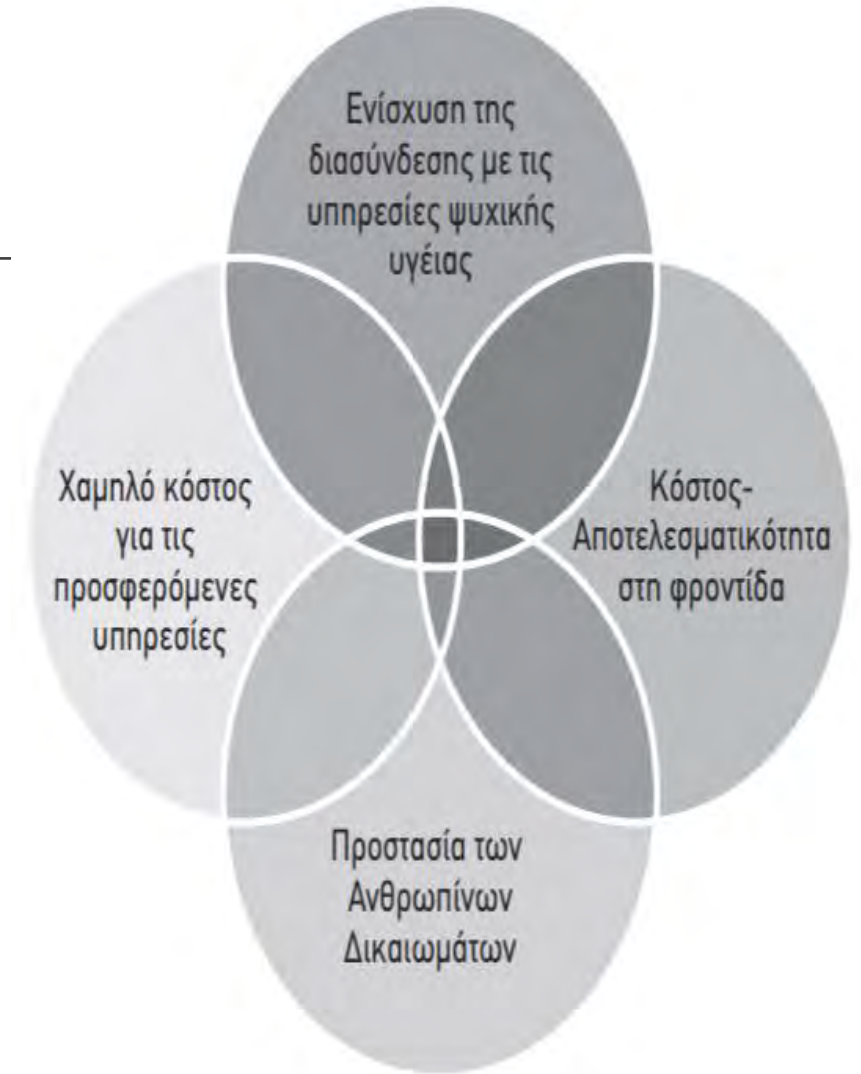 Ενίσχυση της
διασύνδεσης με τις
υπηρεσίες ψυχικής
υγείας
Χαμηλό κόστος
για τις
προσφερόμενες
υπηρεσίες
Κόστος-
Αποτελεσματικότητα
στη φροντίδα
Προστασία των
Ανθρωπίνων
Δικαιωμάτων